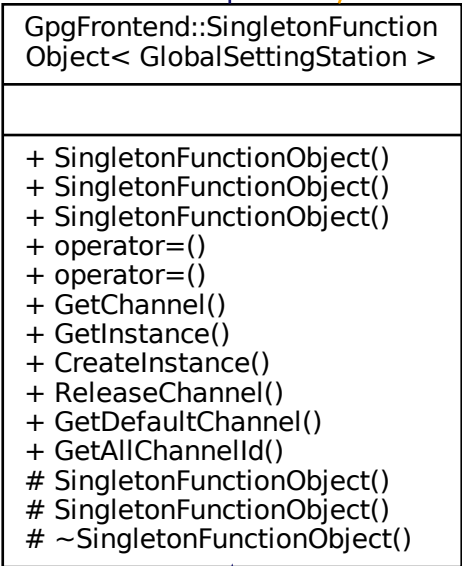 GpgFrontend::SingletonFunction
Object< GlobalSettingStation >
+ SingletonFunctionObject()
+ SingletonFunctionObject()
+ SingletonFunctionObject()
+ operator=()
+ operator=()
+ GetChannel()
+ GetInstance()
+ CreateInstance()
+ ReleaseChannel()
+ GetDefaultChannel()
+ GetAllChannelId()
# SingletonFunctionObject()
# SingletonFunctionObject()
# ~SingletonFunctionObject()